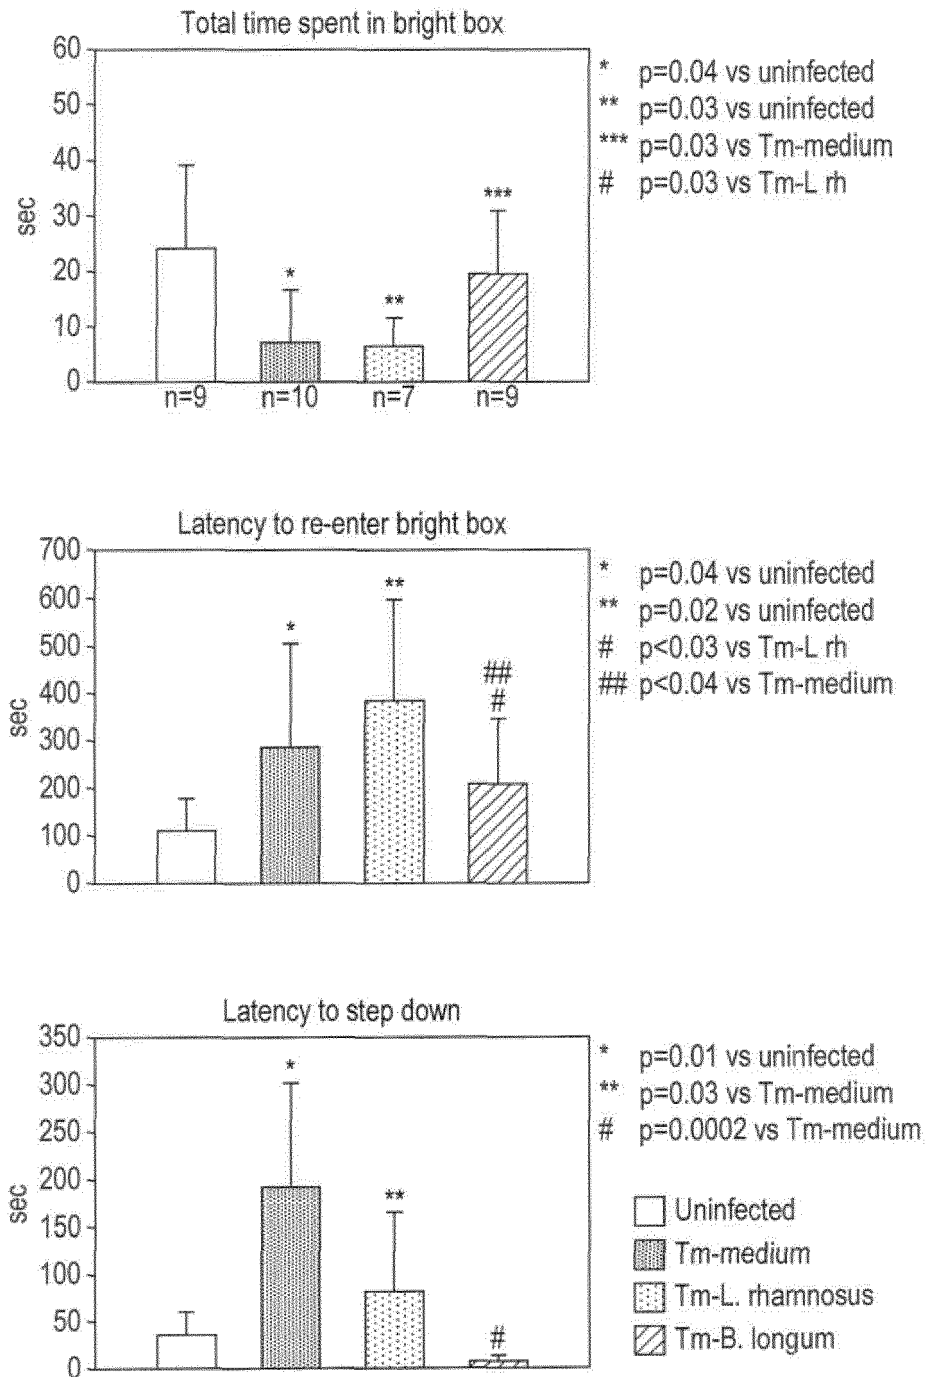 Total time spent in bright box
60
50
40
30
20
10
0
sec
*
**
***
n=9 n=10 n=7 n=9
* p=0.04 vs uninfected
** p=0.03 vs uninfected
*** p=0.03 vs Tm-medium
# p=0.03 vs Tm-L rh
Latency to re-enter bright box
700
600
500
400
300
200
100
0
sec
*
**
##
#
* p=0.04 vs uninfected
** p=0.02 vs uninfected
# p<0.03 vs Tm-L rh
## p<0.04 vs Tm-medium
Latency to step down
350
300
250
200
150
100
50
0
sec
*
**
#
* p=0.01 vs uninfected
** p=0.03 vs Tm-medium
# p=0.0002 vs Tm-medium
Uninfected
Tm-medium
Tm-L. rhamnosus
Tm-B. longum